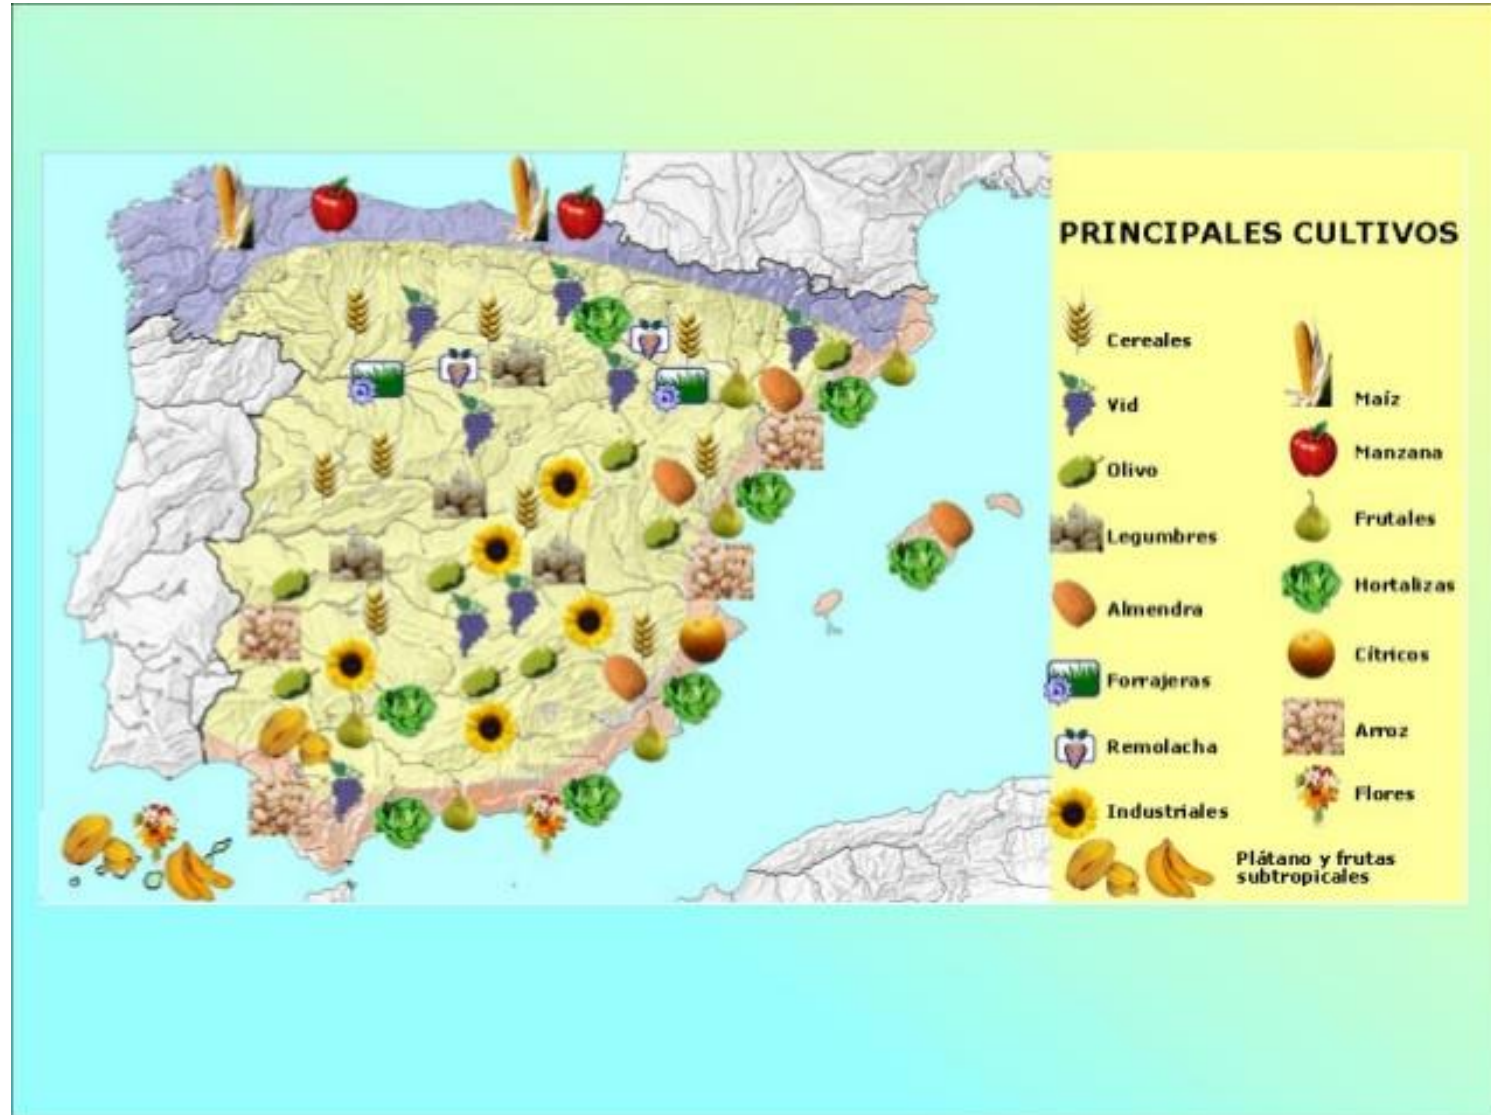 PRINCIPALES CULTIVOS
Cereales
Vid
Olivo
Legumbres
Almendra
Forrajeras
Remolacha
Industriales
Maíz
Manzana
Frutales
Hortalizas
Cítricos
Arroz
Flores
Plátano y frutas
subtropicales